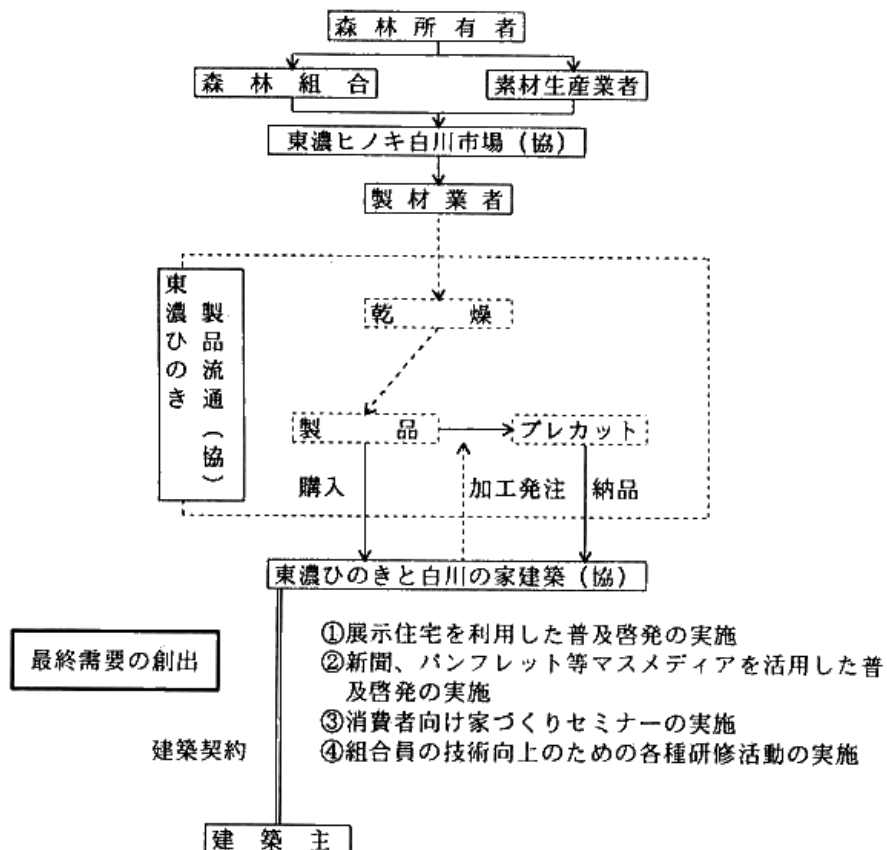 森林所有者
森林組合
素材生産業者
東濃ヒノキ白川市場（協）
製材業者
東濃ひのき
製品流通（協）
乾燥
製品
プレカット
購入
加工発注
納品
東濃ひのきと白川の家建築（協）
最終需要の創出
①展示住宅を利用した普及啓発の実施
②新聞、パンフレット等マスメディアを活用した普
及啓発の実施
③消費者向け家づくりセミナーの実施
④組合員の技術向上のための各種研修活動の実施
建築契約
建築主